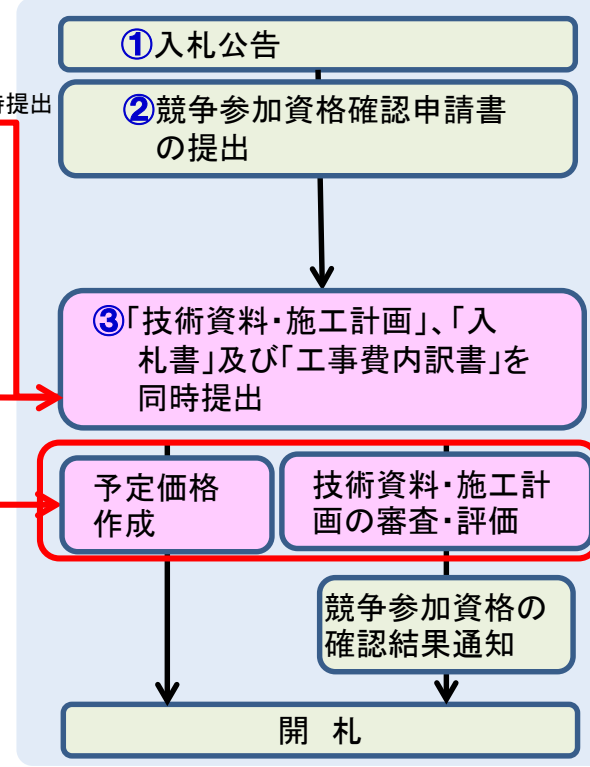 ①入札公告
時提出
②競争参加資格確認申請書
の提出
③「技術資料・施工計画」、「入
札書」及び「工事費内訳書」を
同時提出
予定価格
作成
技術資料・施工計
画の審査・評価
競争参加資格の
確認結果通知
開 札